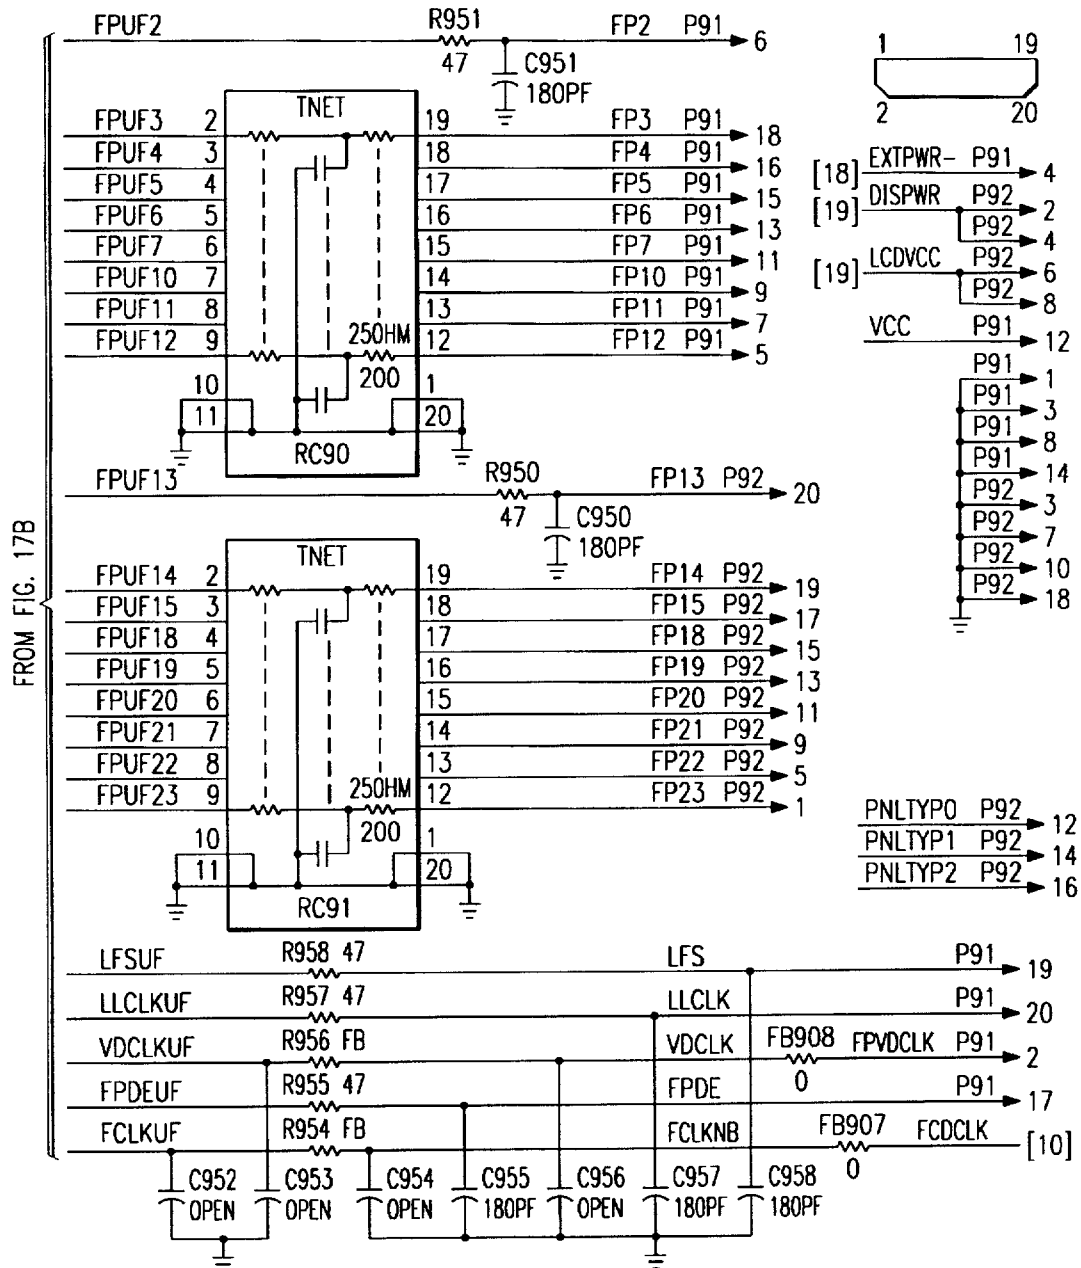 FPUF2 R951 FP2 P91 6
47 C951
180PF
1 19
2 20
TNET
FPUF3 2 19 FP3 P91 18
FPUF4 3 18 FP4 P91 16
FPUF5 4 17 FP5 P91 15
FPUF6 5 16 FP6 P91 13
FPUF7 6 15 FP7 P91 11
FPUF10 7 14 FP10 P91 9
FPUF11 8 13 FP11 P91 7
FPUF12 9 250HM 12 FP12 P91 5
200
10 1
11 20
RC90
[18] EXTPWR- P91 4
[19] DISPWR P92 2
P92 4
[19] LCDVCC P92 6
P92 8
VCC P91 12
P91 1
P91 3
P91 8
P91 14
P92 3
P92 7
P92 10
P92 18
FPUF13 R950 FP13 P92 20
47 C950
180PF
FROM FIG. 17B
TNET
FPUF14 2 19 FP14 P92 19
FPUF15 3 18 FP15 P92 17
FPUF18 4 17 FP18 P92 15
FPUF19 5 16 FP19 P92 13
FPUF20 6 15 FP20 P92 11
FPUF21 7 14 FP21 P92 9
FPUF22 8 13 FP22 P92 5
FPUF23 9 250HM 12 FP23 P92 1
200
10 1
11 20
RC91
PNLTYP0 P92 12
PNLTYP1 P92 14
PNLTYP2 P92 16
LFSUF R958 47 LFS P91 19
LLCLKUF R957 47 LLCLK P91 20
VDCLKUF R956 FB VDCLK FB908 FPVDCLK P91 2
0
FPDEUF R955 47 FPDE P91 17
FCLKUF R954 FB FCLKNB FB907 FCDCLK [10]
0
C952 C953 C954 C955 C956 C957 C958
OPEN OPEN OPEN 180PF OPEN 180PF 180PF